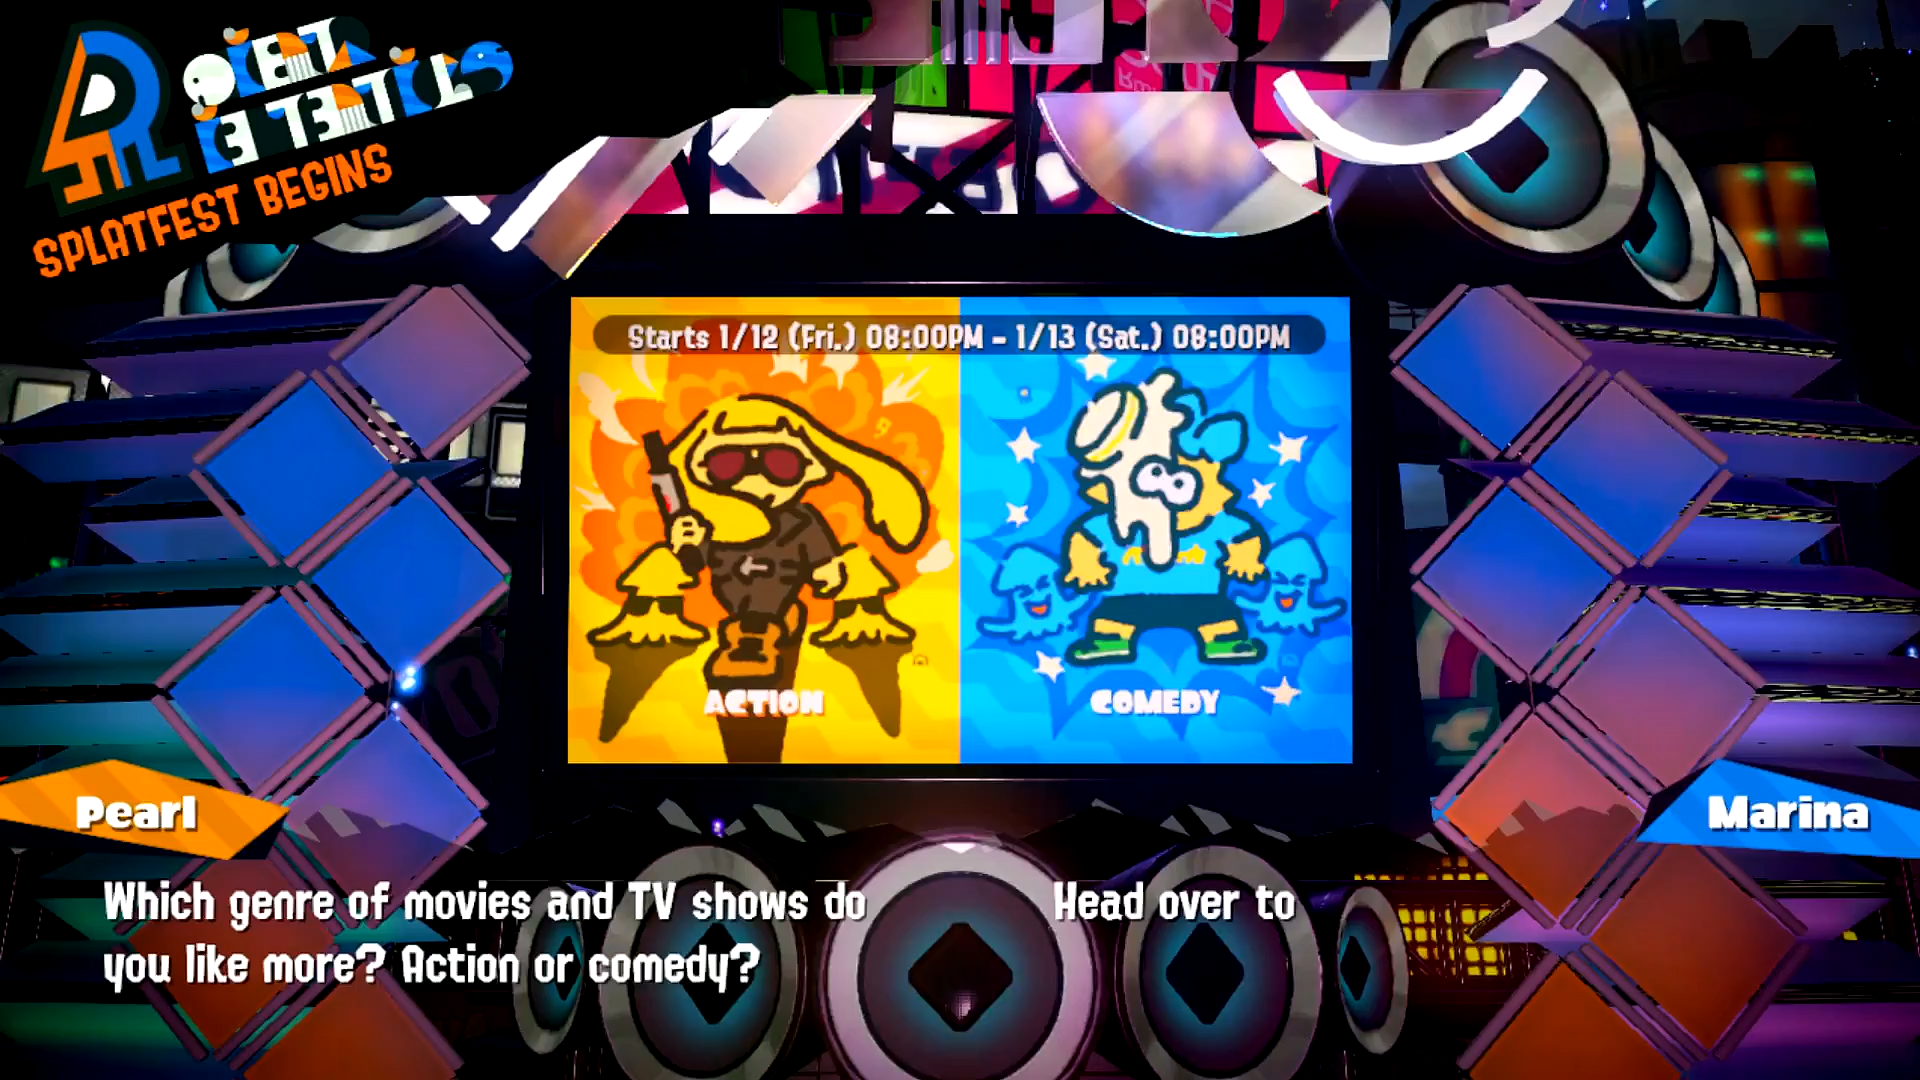 SPLATFEST BEGINS
Starts 1/12 (Fri.) 08:00PM - 1/13 (Sat.) 08:00PM
ACTION
COMEDY
Pearl
Marina
Which genre of movies and TV shows do
you like more? Action or comedy?
Head over to